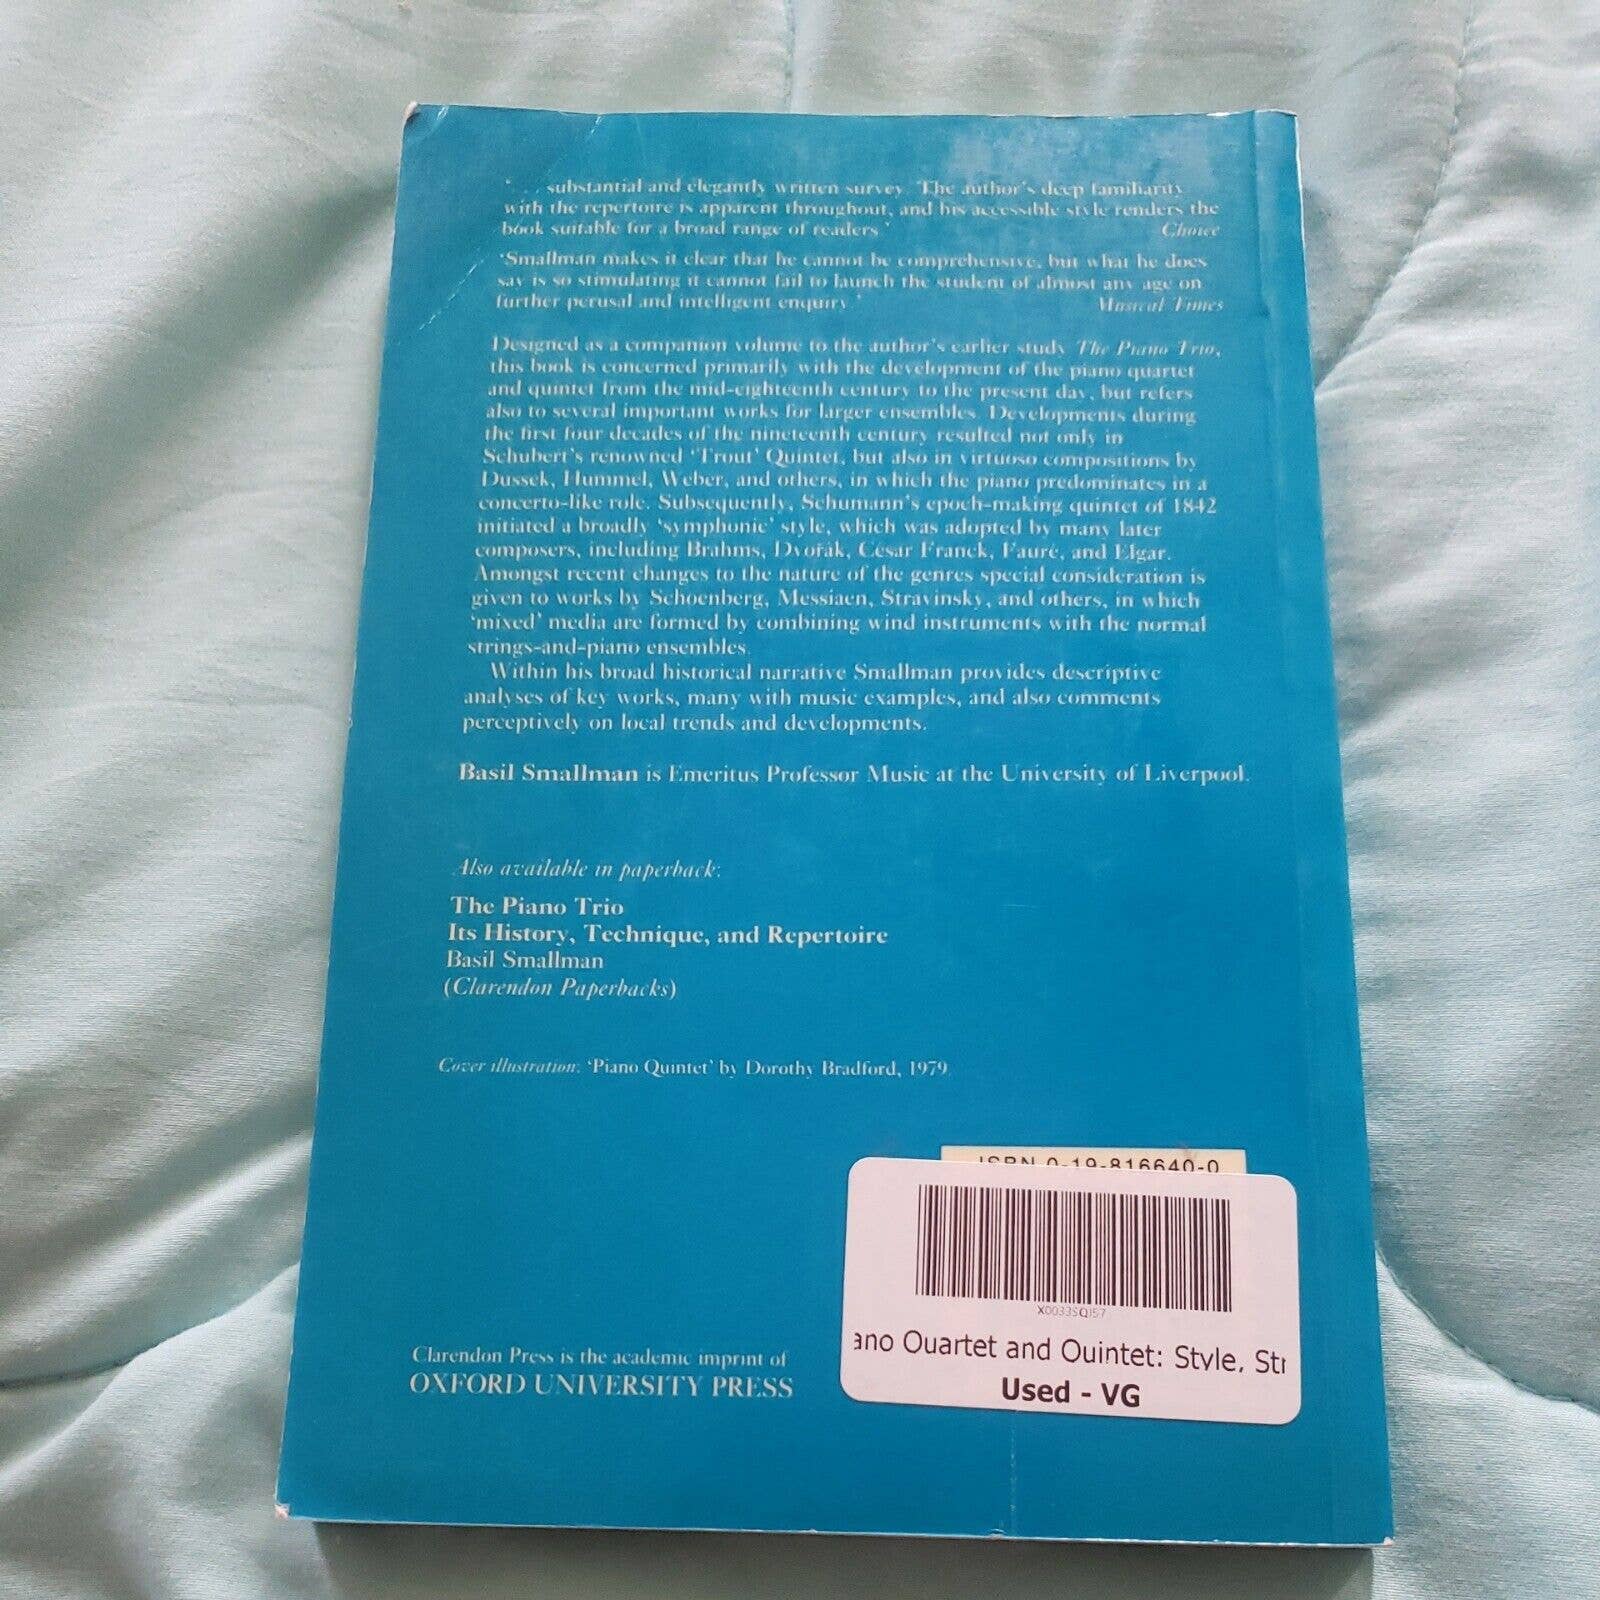 '. . . substantial and elegantly written survey. The author's deep familiarity
with the repertoire is apparent throughout, and his accessible style renders the
book suitable for a broad range of readers.' Choice
'Smallman makes it clear that he cannot be comprehensive, but what he does
say is so stimulating it cannot fail to launch the student of almost any age on
further perusal and intelligent enquiry.' Musical Times
Designed as a companion volume to the author's earlier study The Piano Trio,
this book is concerned primarily with the development of the piano quartet
and quintet from the mid-eighteenth century to the present day, but refers
also to several important works for larger ensembles. Developments during
the first four decades of the nineteenth century resulted not only in
Schubert's renowned 'Trout' Quintet, but also in virtuoso compositions by
Dussek, Hummel, Weber, and others, in which the piano predominates in a
concerto-like role. Subsequently, Schumann's epoch-making quintet of 1842
initiated a broadly 'symphonic' style, which was adopted by many later
composers, including Brahms, Dvořák, César Franck, Fauré, and Elgar.
Amongst recent changes to the nature of the genres special consideration is
given to works by Schoenberg, Messiaen, Stravinsky, and others, in which
'mixed' media are formed by combining wind instruments with the normal
strings-and-piano ensembles.
Within his broad historical narrative Smallman provides descriptive
analyses of key works, many with music examples, and also comments
perceptively on local trends and developments.
Basil Smallman is Emeritus Professor Music at the University of Liverpool.
Also available in paperback:
The Piano Trio
Its History, Technique, and Repertoire
Basil Smallman
(Clarendon Paperbacks)
Cover illustration: 'Piano Quintet' by Dorothy Bradford, 1979.
ISBN 0-19-816640-0
X0033SQJ57
ano Quartet and Quintet: Style, Str
Used - VG
Clarendon Press is the academic imprint of
OXFORD UNIVERSITY PRESS